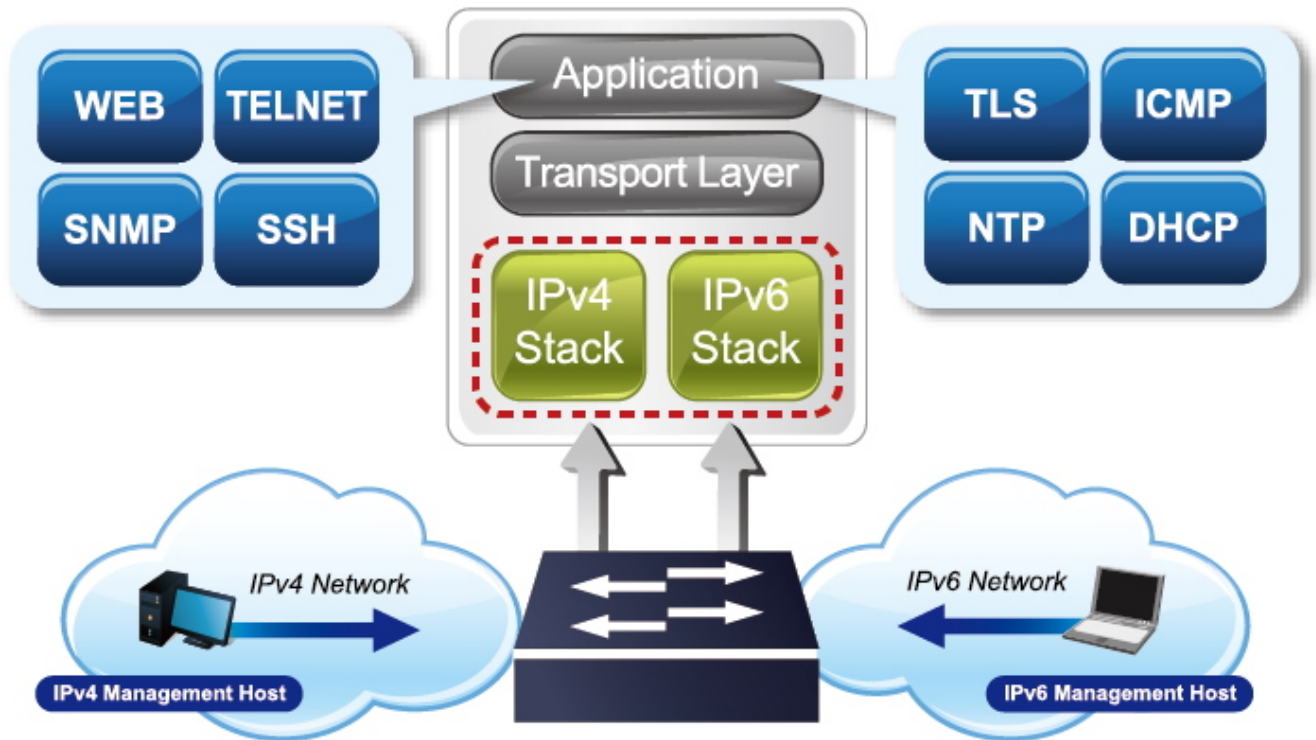 WEB
TELNET
SNMP
SSH
Application
Transport Layer
IPv4
Stack
IPv6
Stack
TLS
ICMP
NTP
DHCP
IPv4 Network
IPv4 Management Host
IPv6 Network
IPv6 Management Host